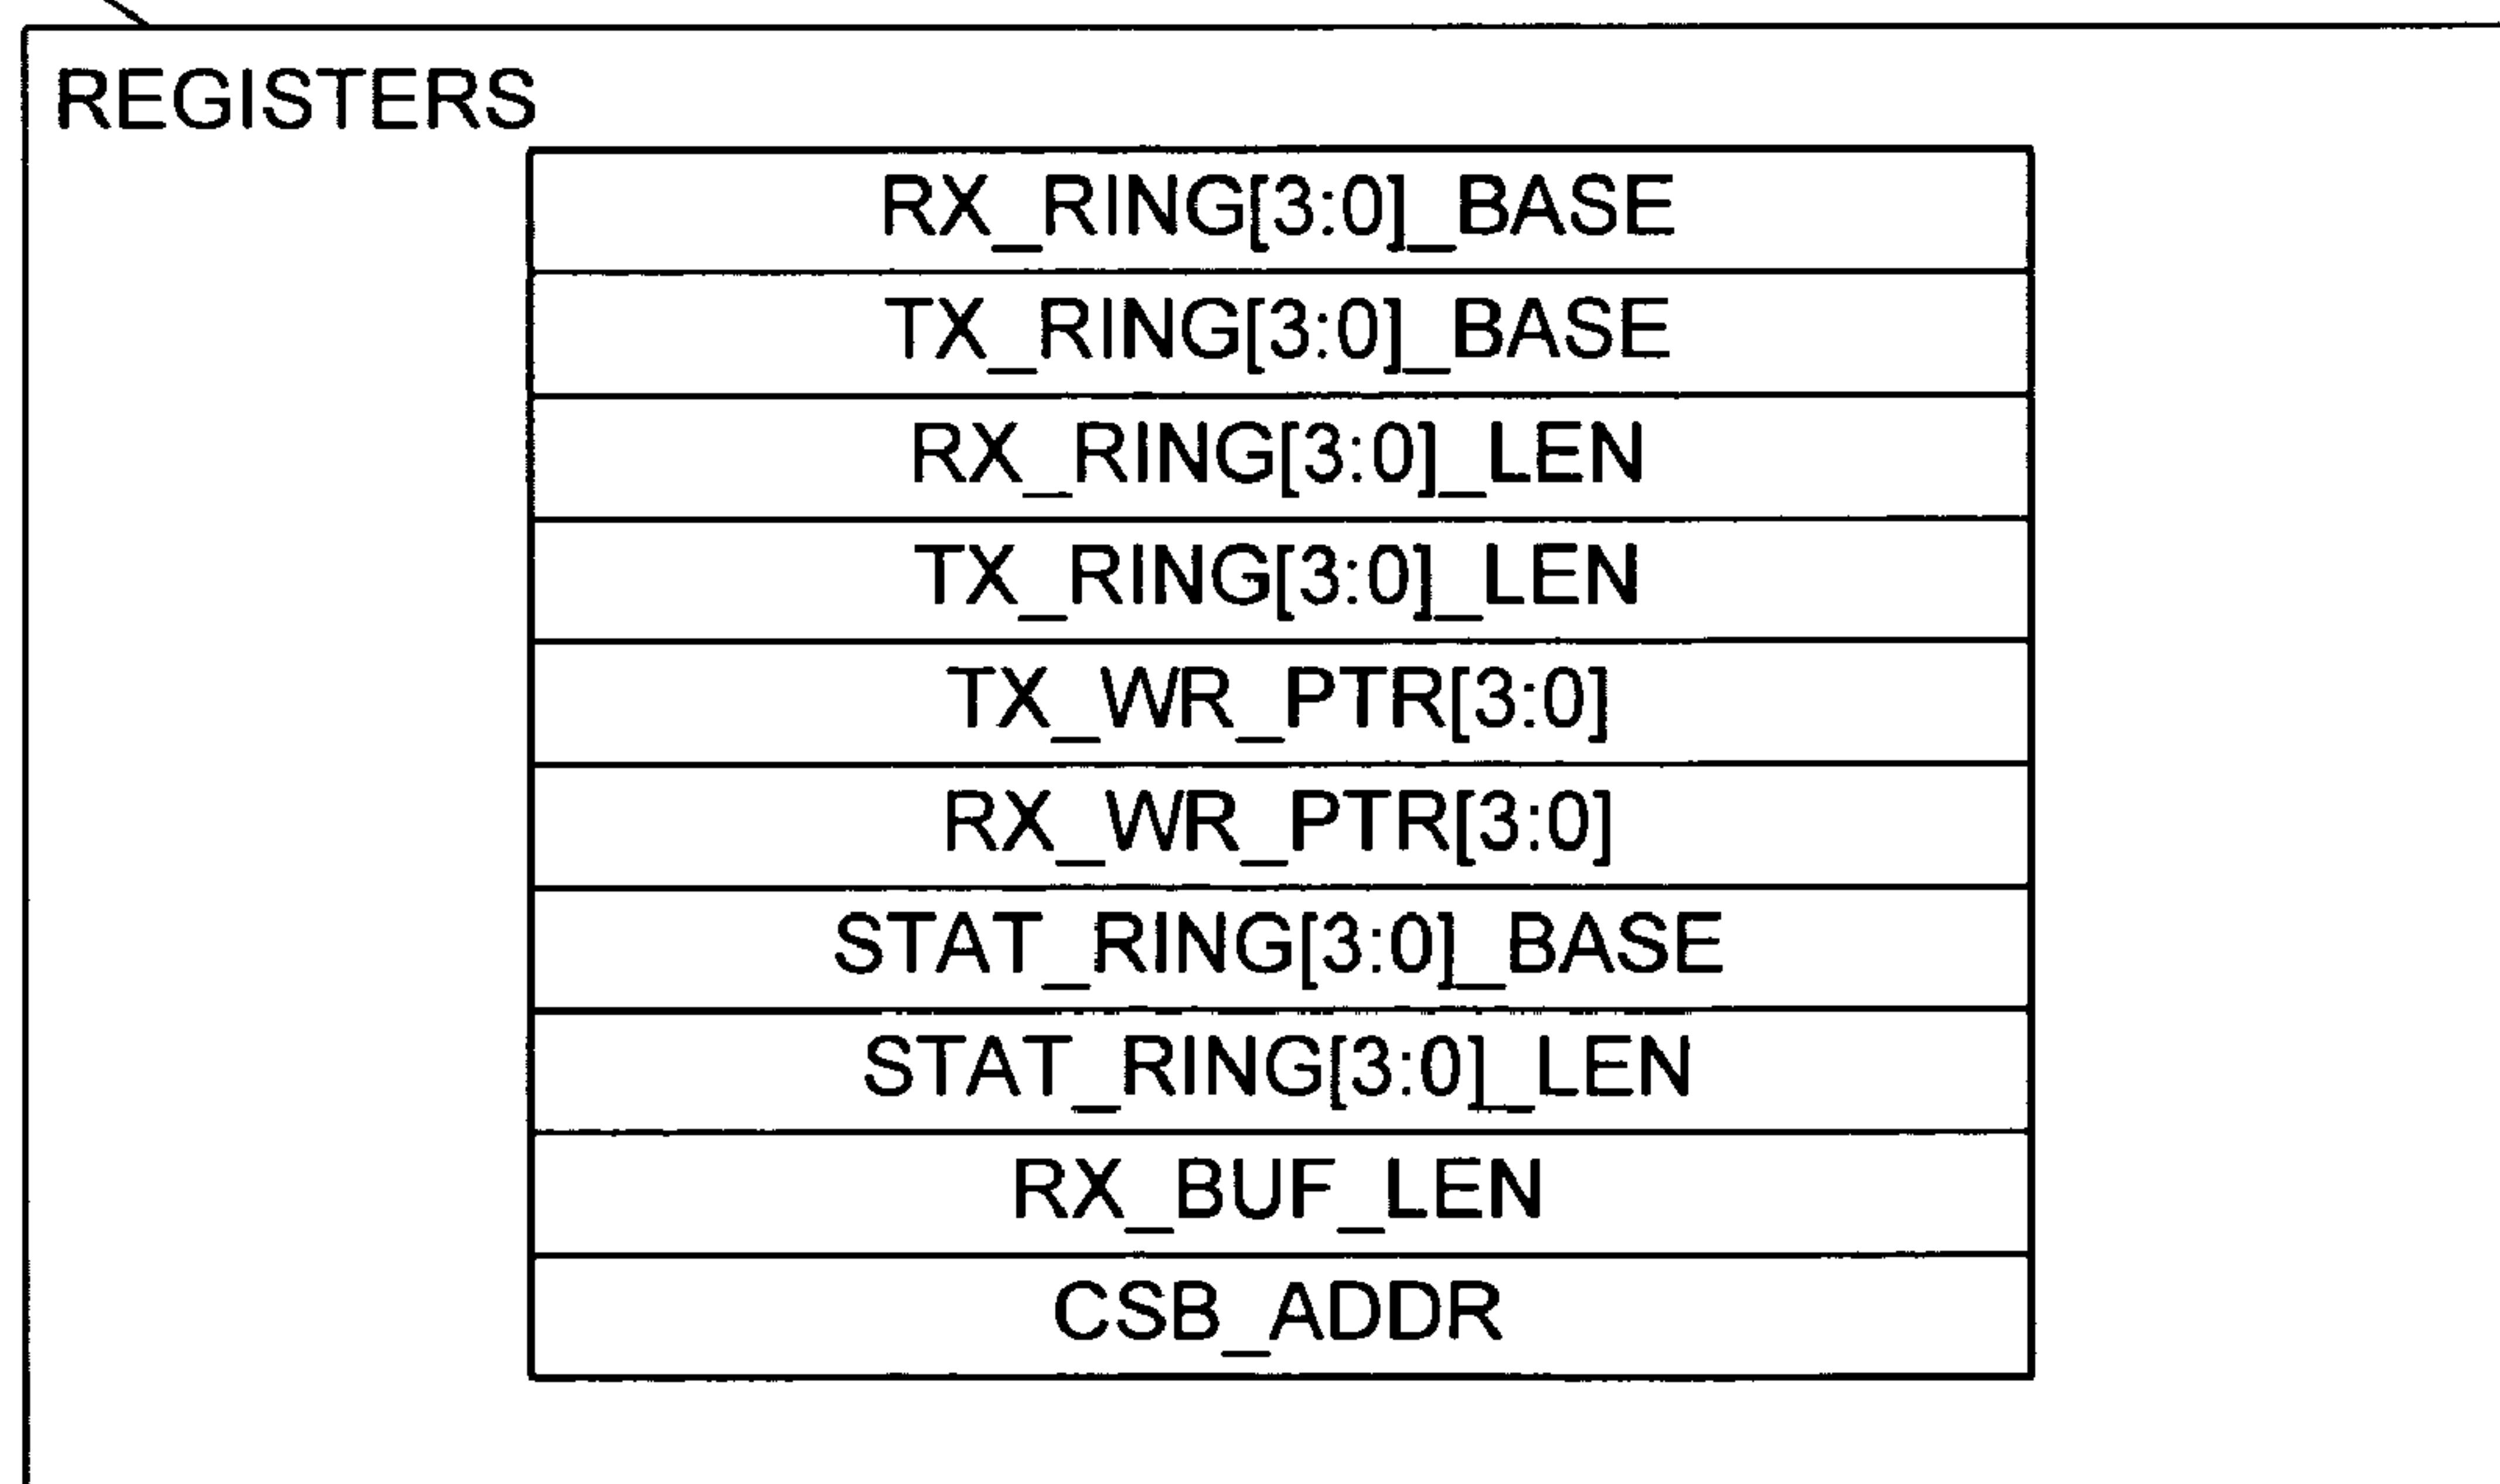 REGISTERS
RX_RING[3:0]_BASE
TX_RING[3:0]_BASE
RX_RING[3:0]_LEN
TX_RING[3:0]_LEN
TX_WR_PTR[3:0]
RX_WR_PTR[3:0]
STAT_RING[3:0]_BASE
STAT_RING[3:0]_LEN
RX_BUF_LEN
CSB_ADDR